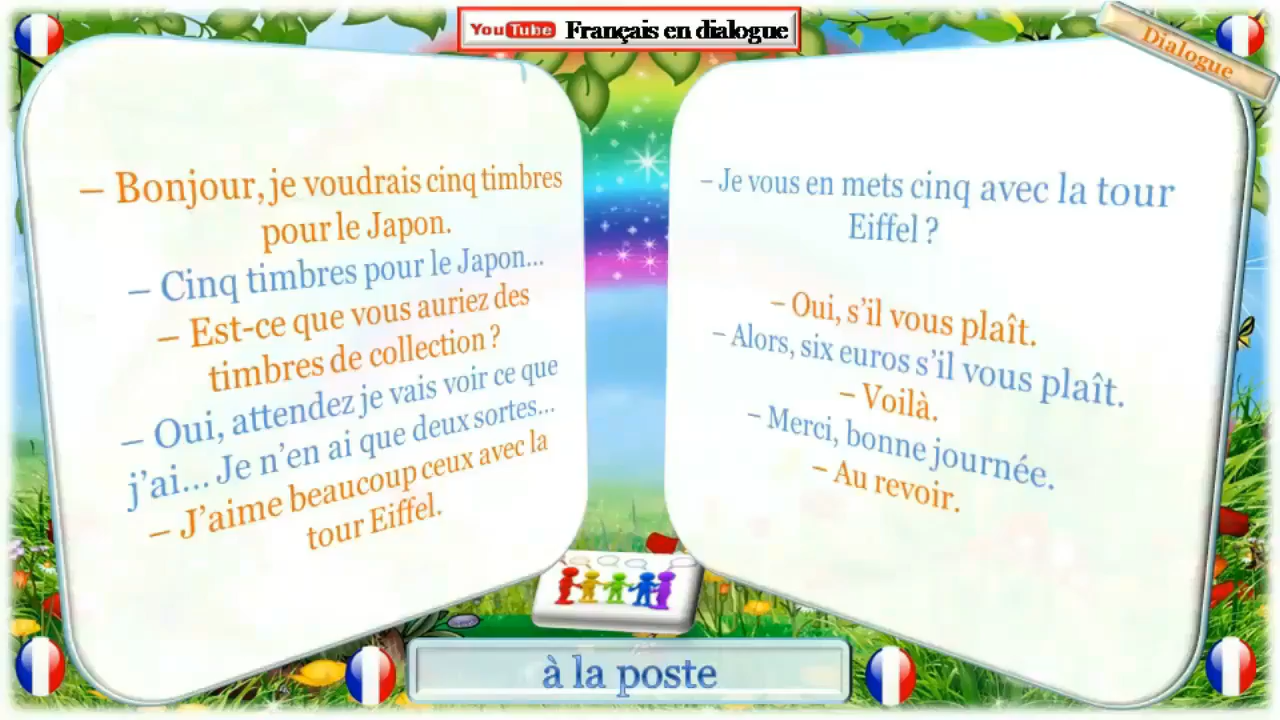 YouTube Français en dialogue
Dialogue
– Bonjour, je voudrais cinq timbres
pour le Japon.
– Cinq timbres pour le Japon...
– Est-ce que vous auriez des
timbres de collection ?
– Oui, attendez je vais voir ce que
j’ai... Je n’en ai que deux sortes...
– J’aime beaucoup ceux avec la
tour Eiffel.
– Je vous en mets cinq avec la tour
Eiffel ?
– Oui, s’il vous plaît.
– Alors, six euros s’il vous plaît.
– Voilà.
– Merci, bonne journée.
– Au revoir.
à la poste